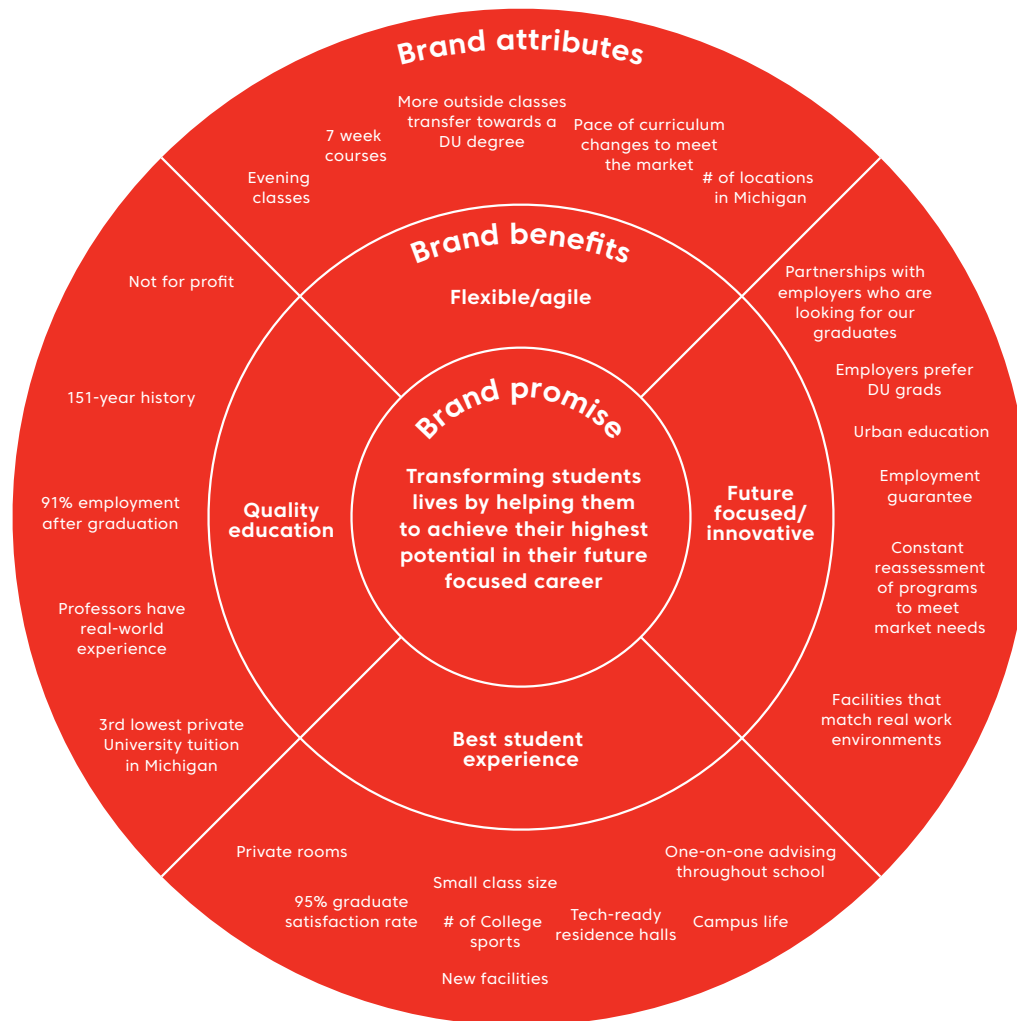 Brand attributes
More outside classes
transfer towards a
DU degree
7 week
courses
Pace of curriculum
changes to meet
the market
Evening
classes
# of locations
in Michigan
Brand benefits
Flexible/agile
Not for profit
151-year history
91% employment
after graduation
Professors have
real-world
experience
3rd lowest private
University tuition
in Michigan
Quality
education
Brand promise
Transforming students
lives by helping them
to achieve their highest
potential in their future
focused career
Future
focused/
innovative
Partnerships with
employers who are
looking for our
graduates
Employers prefer
DU grads
Urban education
Employment
guarantee
Constant
reassessment
of programs
to meet
market needs
Facilities that
match real work
environments
Best student
experience
Private rooms
95% graduate
satisfaction rate
Small class size
# of College
sports
New facilities
Tech-ready
residence halls
One-on-one advising
throughout school
Campus life